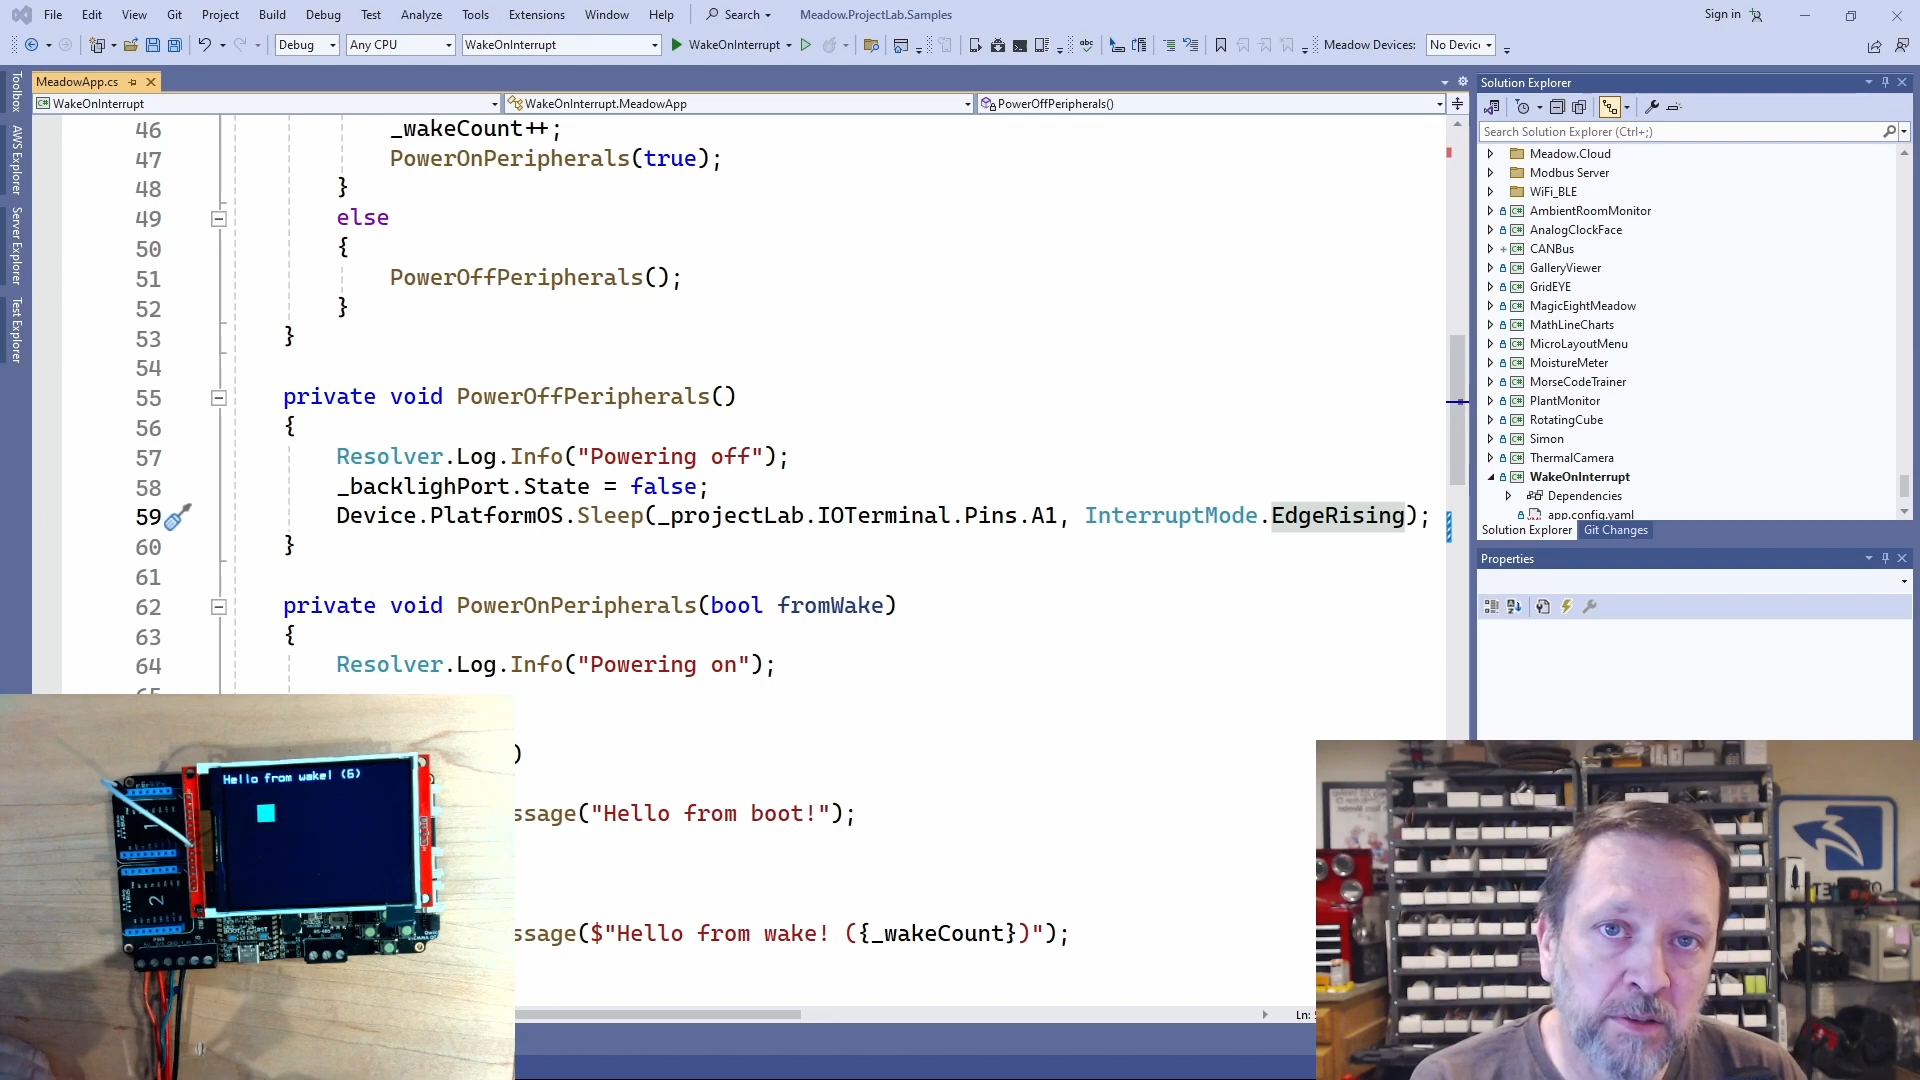 File Edit View Git Project Build Debug Test Analyze Tools Extensions Window Help Search Meadow.ProjectLab.Samples Sign in
Debug Any CPU WakeOnInterrupt WakeOnInterrupt Meadow Devices:
MeadowApp.cs
WakeOnInterrupt WakeOnInterrupt.MeadowApp PowerOffPeripherals()
Toolbox
AWS Explorer
Server Explorer
Test Explorer
46 _wakeCount++;
47 PowerOnPeripherals(true);
48 }
49 else
50 {
51 PowerOffPeripherals();
52 }
53 }
54
55 private void PowerOffPeripherals()
56 {
57 Resolver.Log.Info("Powering off");
58 _backlighPort.State = false;
59 Device.PlatformOS.Sleep(_projectLab.IOTerminal.Pins.A1, InterruptMode.EdgeRising);
60 }
61
62 private void PowerOnPeripherals(bool fromWake)
63 {
64 Resolver.Log.Info("Powering on");
)
ssage("Hello from boot!");
ssage($"Hello from wake! ({_wakeCount})");
Ln:
Solution Explorer
Search Solution Explorer (Ctrl+;)
Meadow.Cloud
Modbus Server
WiFi_BLE
AmbientRoomMonitor
AnalogClockFace
CANBus
GalleryViewer
GridEYE
MagicEightMeadow
MathLineCharts
MicroLayoutMenu
MoistureMeter
MorseCodeTrainer
PlantMonitor
RotatingCube
Simon
ThermalCamera
WakeOnInterrupt
Dependencies
app.config.yaml
Solution Explorer Git Changes
Properties
Hello from wake! (6)
1
2